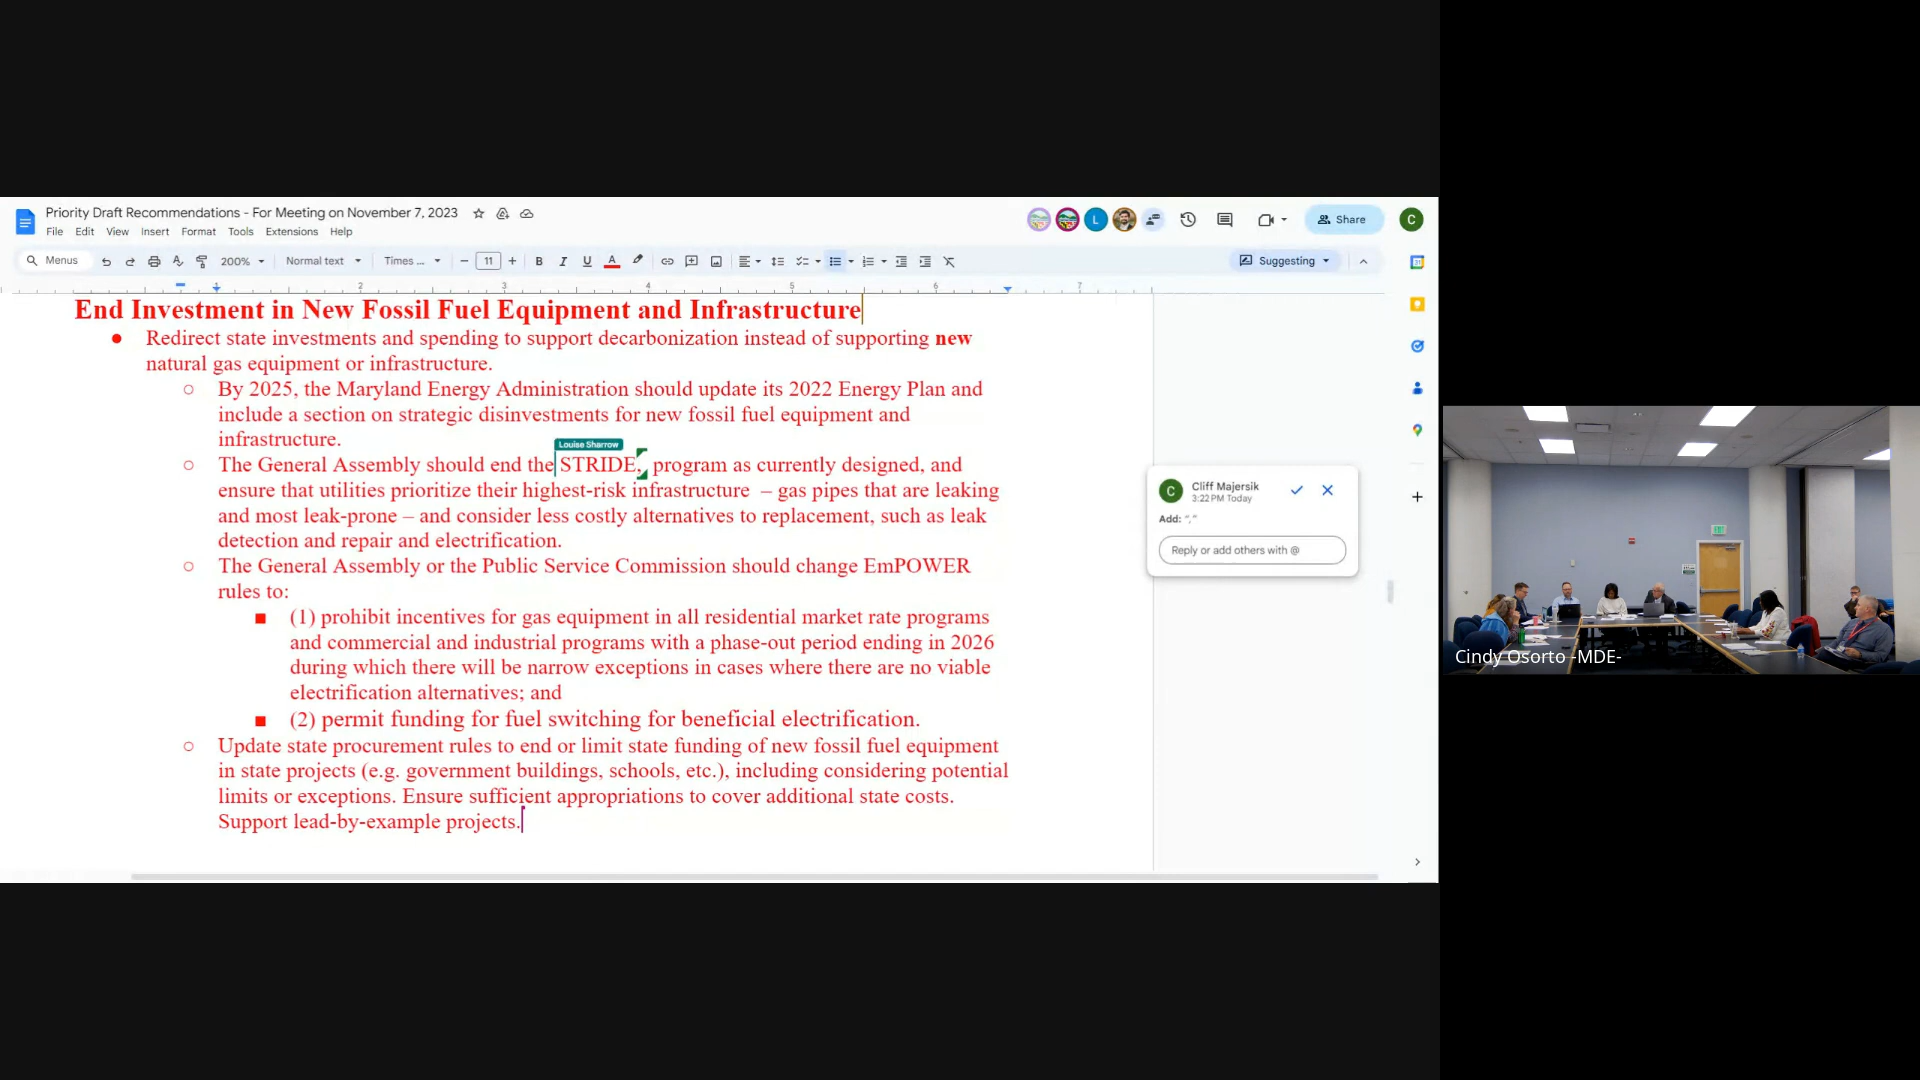 Priority Draft Recommendations - For Meeting on November 7, 2023
File Edit View Insert Format Tools Extensions Help
L
Share
C
Menus
200%
Normal text
Times ...
11
B I U A
Suggesting
1 2 3 4 5 6 7
End Investment in New Fossil Fuel Equipment and Infrastructure
● Redirect state investments and spending to support decarbonization instead of supporting new
natural gas equipment or infrastructure.
○ By 2025, the Maryland Energy Administration should update its 2022 Energy Plan and
include a section on strategic disinvestments for new fossil fuel equipment and
infrastructure.
Louise Sharrow
○ The General Assembly should end the STRIDE, program as currently designed, and
ensure that utilities prioritize their highest-risk infrastructure – gas pipes that are leaking
and most leak-prone – and consider less costly alternatives to replacement, such as leak
detection and repair and electrification.
○ The General Assembly or the Public Service Commission should change EmPOWER
rules to:
■ (1) prohibit incentives for gas equipment in all residential market rate programs
and commercial and industrial programs with a phase-out period ending in 2026
during which there will be narrow exceptions in cases where there are no viable
electrification alternatives; and
■ (2) permit funding for fuel switching for beneficial electrification.
○ Update state procurement rules to end or limit state funding of new fossil fuel equipment
in state projects (e.g. government buildings, schools, etc.), including considering potential
limits or exceptions. Ensure sufficient appropriations to cover additional state costs.
Support lead-by-example projects.
C
Cliff Majersik
3:22 PM Today
Add: “,”
Reply or add others with @
Cindy Osorto -MDE-